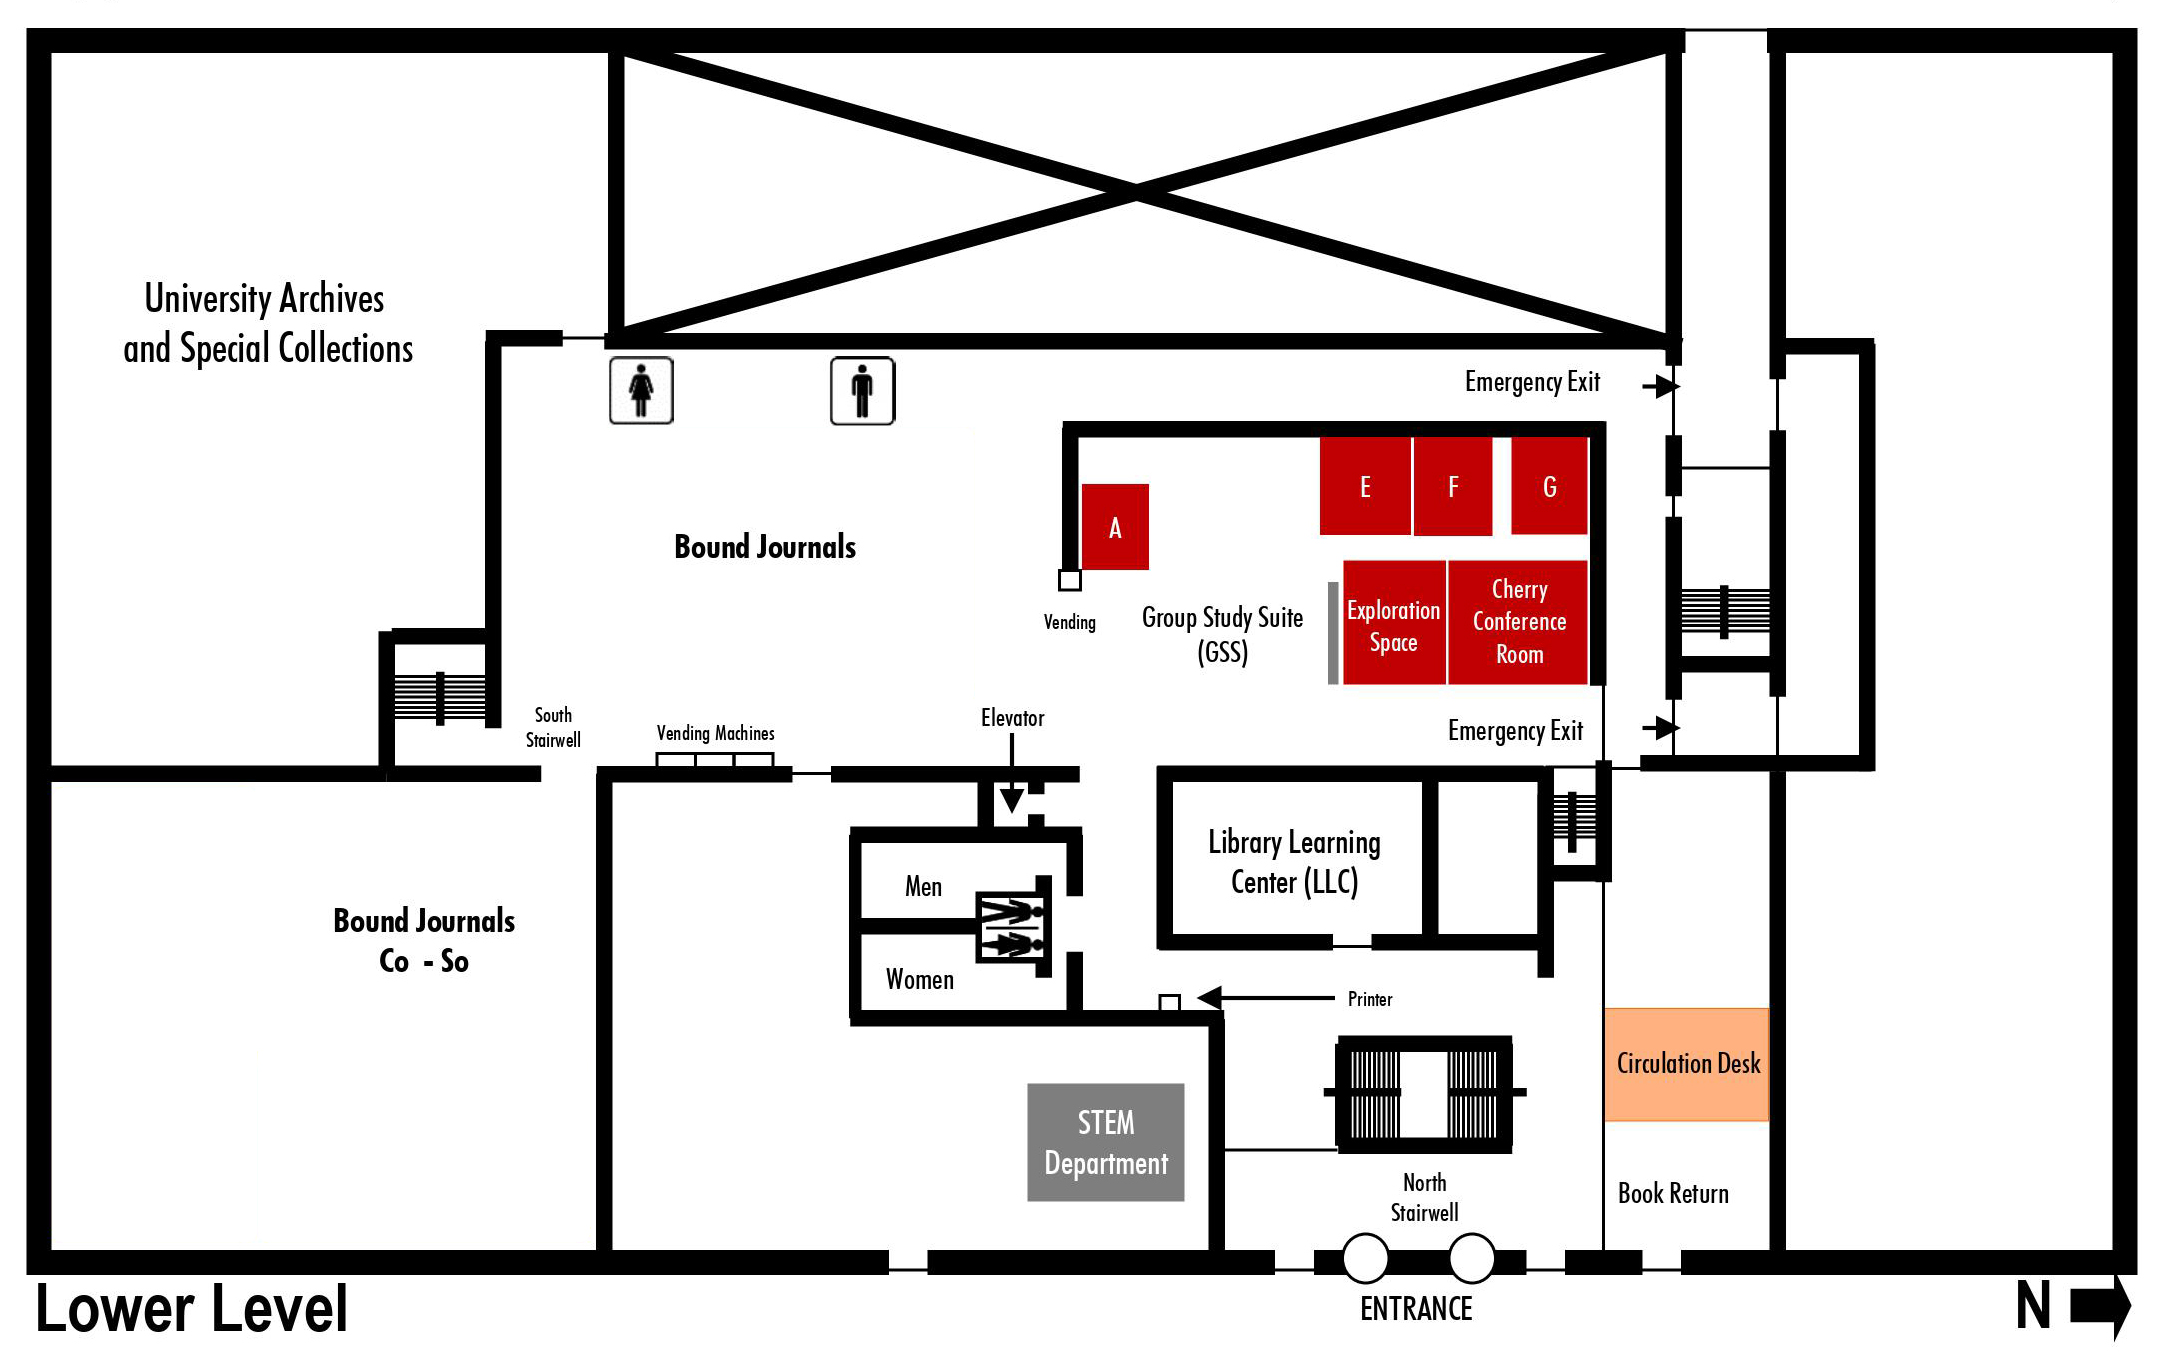 University Archives
and Special Collections
Emergency Exit
E
F
G
A
Bound Journals
Vending
Group Study Suite
(GSS)
Exploration
Space
Cherry
Conference
Room
South
Stairwell
Vending Machines
Elevator
Emergency Exit
Library Learning
Center (LLC)
Men
Women
Bound Journals
Co - So
Printer
Circulation Desk
STEM
Department
North
Stairwell
Book Return
ENTRANCE
Lower Level
N